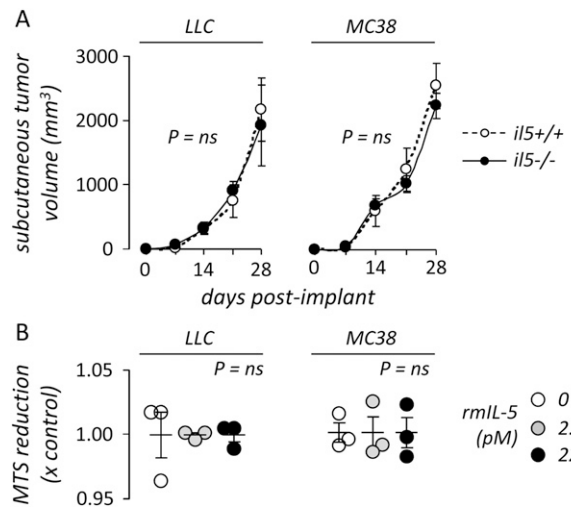 A
LLC
MC38
subcutaneous tumor
volume (mm³)
3000
2000
1000
0
P = ns
P = ns
il5+/+
il5-/-
0 14 28
0 14 28
days post-implant
B
LLC
MC38
P = ns
P = ns
MTS reduction
(x control)
1.05
1.00
0.95
rmIL-5
(pM)
0
2.
2.